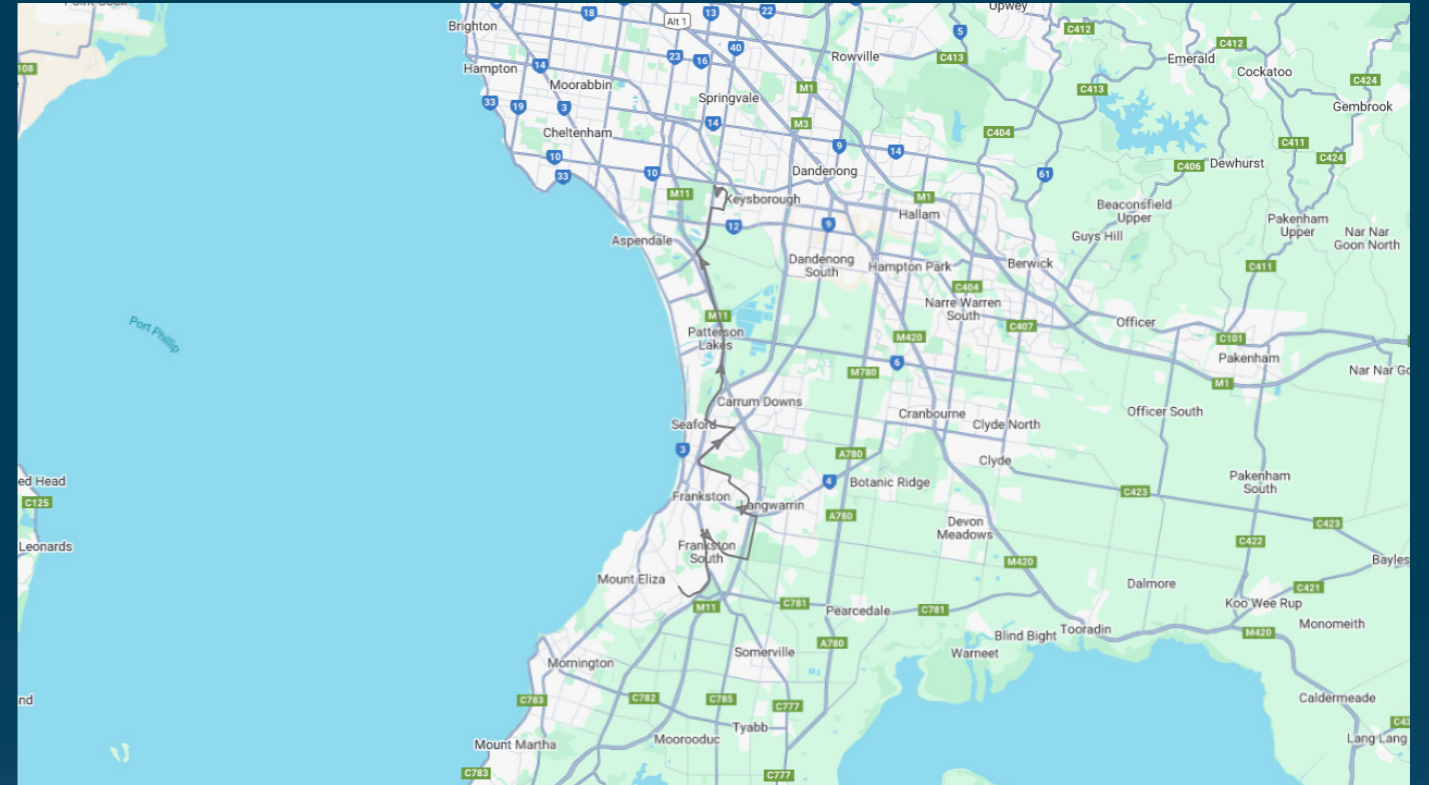 Brighton
18
Alt 1
13
22
Upwey
C412
5
C412
Emerald
108
Hampton
14
23
16
40
Rowville
C413
Cockatoo
C424
Moorabbin
M1
C413
Gembrook
33
19
3
Springvale
Cheltenham
14
M3
C404
10
33
10
9
14
C411
C424
C406
Dewhurst
Dandenong
61
M11
Keysborough
M1
Hallam
Beaconsfield
Upper
Guys Hill
Pakenham
Upper
Nar Nar
Goon North
Aspendale
12
9
Dandenong
South
Hampton Park
Berwick
C411
C404
Narre Warren
South
C407
Port Phillip
M11
Patterson
Lakes
M420
Officer
C101
Pakenham
6
M780
M1
Nar Nar Go
Carrum Downs
Cranbourne
Clyde North
Officer South
Seaford
3
A780
Clyde
ed Head
C125
4
Botanic Ridge
C423
Pakenham
South
Frankston
Langwarrin
A780
Devon
Meadows
C423
C422
Leonards
Frankston
South
M420
Bayles
Mount Eliza
Dalmore
C421
M11
C781
Pearcedale
C781
Koo Wee Rup
Monomeith
Blind Bight
Tooradin
M420
A780
Somerville
Warneet
Mornington
nd
C783
C782
C785
C777
Caldermeade
Tyabb
Moorooduc
Mount Martha
Lang Lang
C783
C777